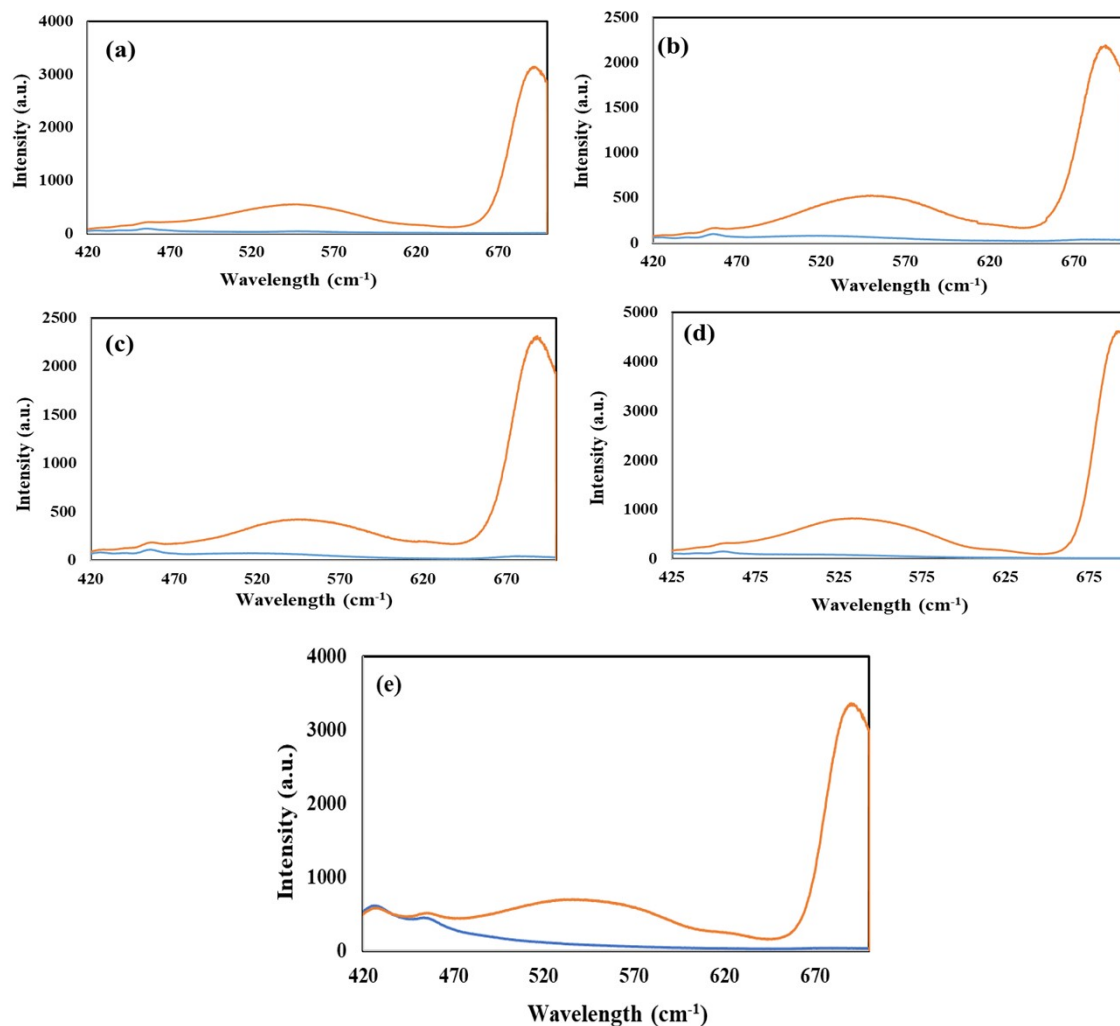 (a)
Intensity (a.u.)
4000
3000
2000
1000
0
420 470 520 570 620 670
Wavelength (cm-1)
(b)
Intensity (a.u.)
2500
2000
1500
1000
500
0
420 470 520 570 620 670
Wavelength (cm-1)
(c)
Intensity (a.u.)
2500
2000
1500
1000
500
0
420 470 520 570 620 670
Wavelength (cm-1)
(d)
Intensity (a.u.)
5000
4000
3000
2000
1000
0
425 475 525 575 625 675
Wavelength (cm-1)
(e)
Intensity (a.u.)
4000
3000
2000
1000
0
420 470 520 570 620 670
Wavelength (cm-1)